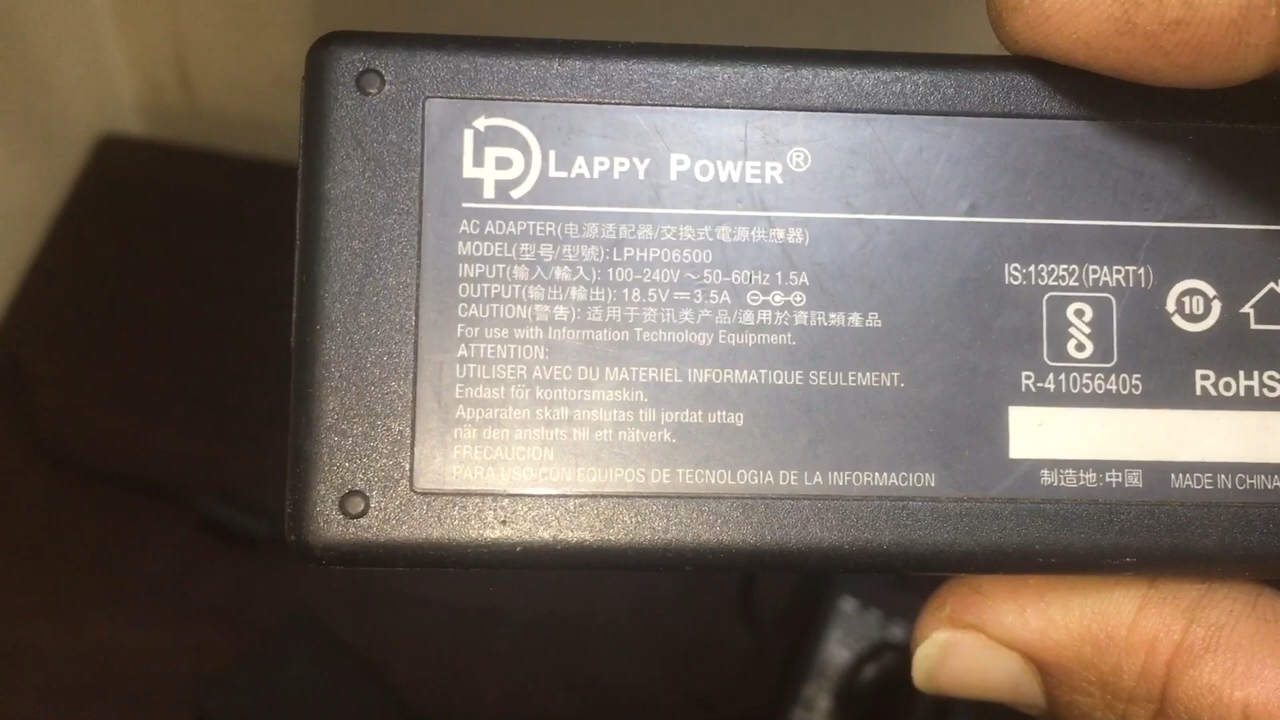 LP LAPPY POWER®
AC ADAPTER(电源适配器/交換式電源供應器)
MODEL(型号/型號): LPHP06500
INPUT(输入/輸入): 100-240V ~ 50-60Hz 1.5A
OUTPUT(输出/輸出): 18.5V ⎓ 3.5A
CAUTION(警告): 适用于资讯类产品/適用於資訊類產品
For use with Information Technology Equipment.
ATTENTION:
UTILISER AVEC DU MATERIEL INFORMATIQUE SEULEMENT.
Endast för kontorsmaskin.
Apparaten skall anslutas till jordat uttag
när den ansluts till ett nätverk.
FRECAUCION
PARA USO CON EQUIPOS DE TECNOLOGIA DE LA INFORMACION
IS:13252 (PART1)
10
R-41056405
RoHS
制造地:中國 MADE IN CHINA